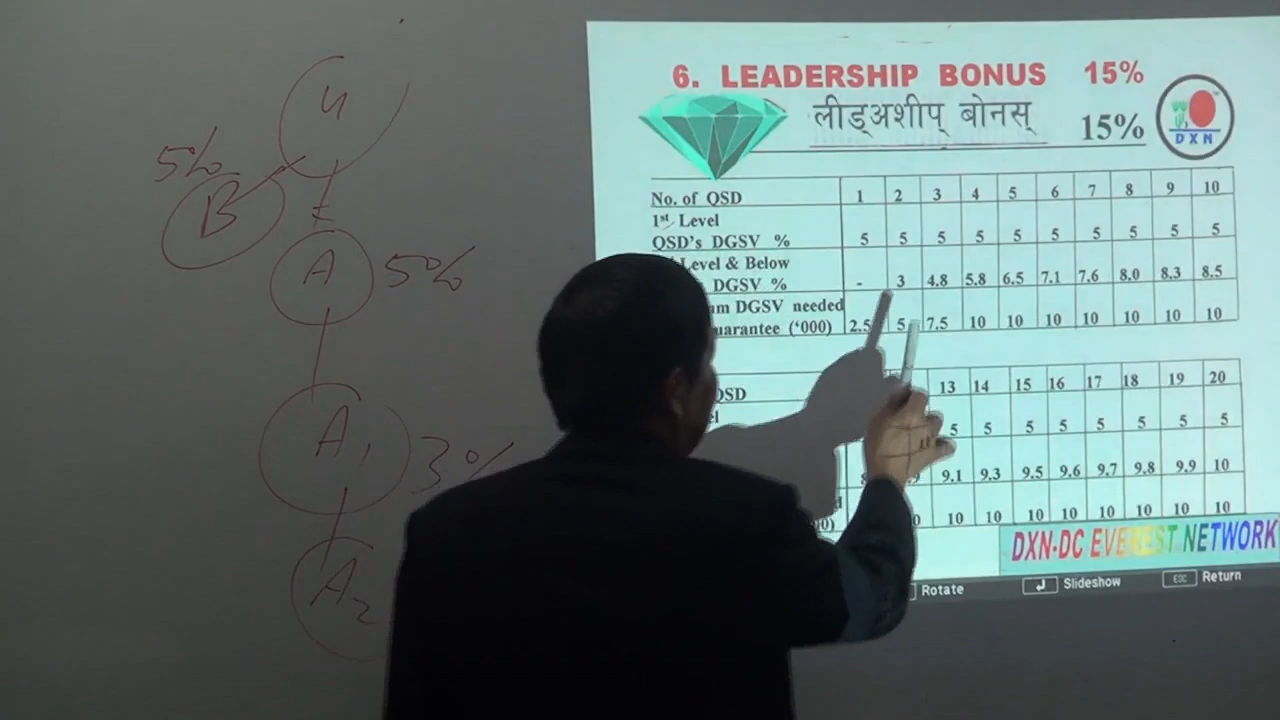 6. LEADERSHIP BONUS 15%
लीड्अशीप् बोनस् 15%
DXN
No. of QSD 1 2 3 4 5 6 7 8 9 10
1st Level
QSD's DGSV % 5 5 5 5 5 5 5 5 5 5
Level & Below
DGSV % - 3 4.8 5.8 6.5 7.1 7.6 8.0 8.3 8.5
DGSV needed
(‘000) 2.5 5 7.5 10 10 10 10 10 10 10
13 14 15 16 17 18 19 20
5 5 5 5 5 5 5 5
9.1 9.3 9.5 9.6 9.7 9.8 9.9 10
10 10 10 10 10 10 10 10
DXN-DC EVEREST NETWORK
Rotate Slideshow ESC Return
5%
B
A 5%
A1 3%
A2